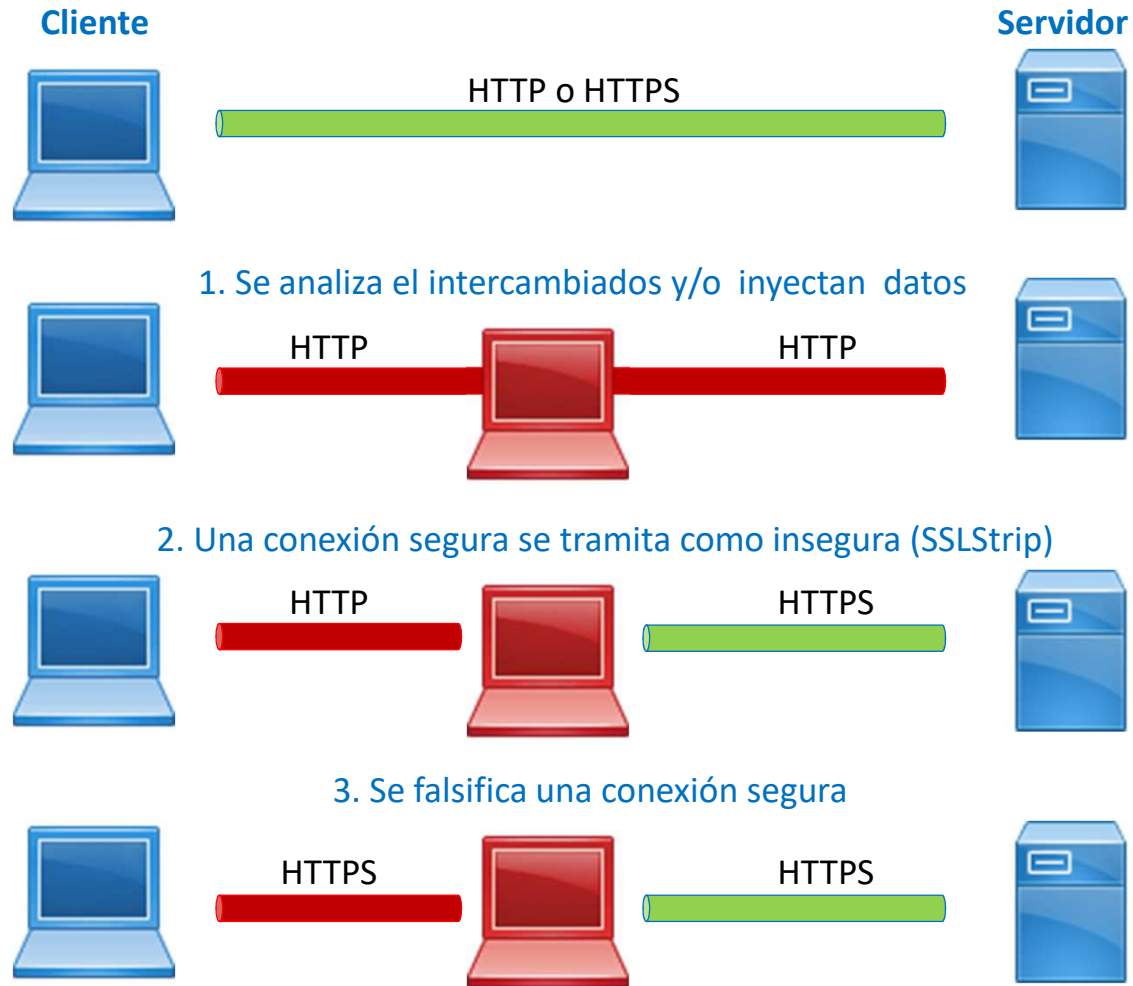 Cliente
Servidor
HTTP o HTTPS
1. Se analiza el intercambiados y/o inyectan datos
HTTP
HTTP
2. Una conexión segura se tramita como insegura (SSLStrip)
HTTP
HTTPS
3. Se falsifica una conexión segura
HTTPS
HTTPS